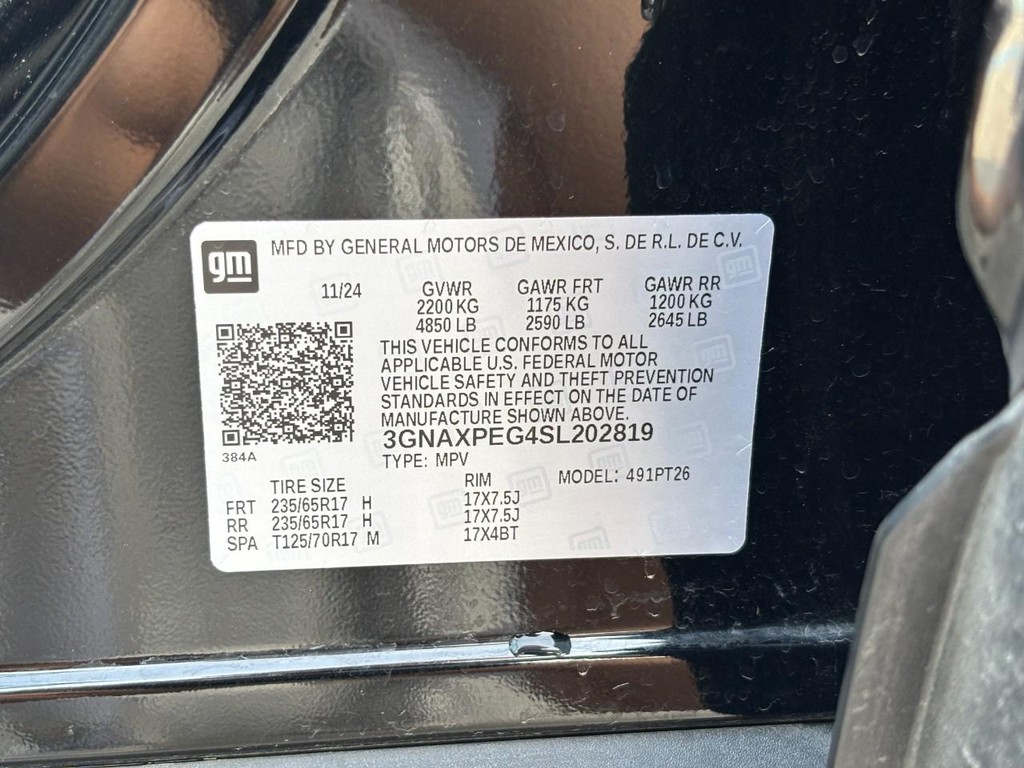 gm MFD BY GENERAL MOTORS DE MEXICO, S. DE R.L. DE C.V.
11/24 GVWR GAWR FRT GAWR RR
2200 KG 1175 KG 1200 KG
4850 LB 2590 LB 2645 LB
THIS VEHICLE CONFORMS TO ALL
APPLICABLE U.S. FEDERAL MOTOR
VEHICLE SAFETY AND THEFT PREVENTION
STANDARDS IN EFFECT ON THE DATE OF
MANUFACTURE SHOWN ABOVE.
3GNAXPEG4SL202819
384A
TYPE: MPV
TIRE SIZE RIM MODEL: 491PT26
FRT 235/65R17 H 17X7.5J
RR 235/65R17 H 17X7.5J
SPA T125/70R17 M 17X4BT